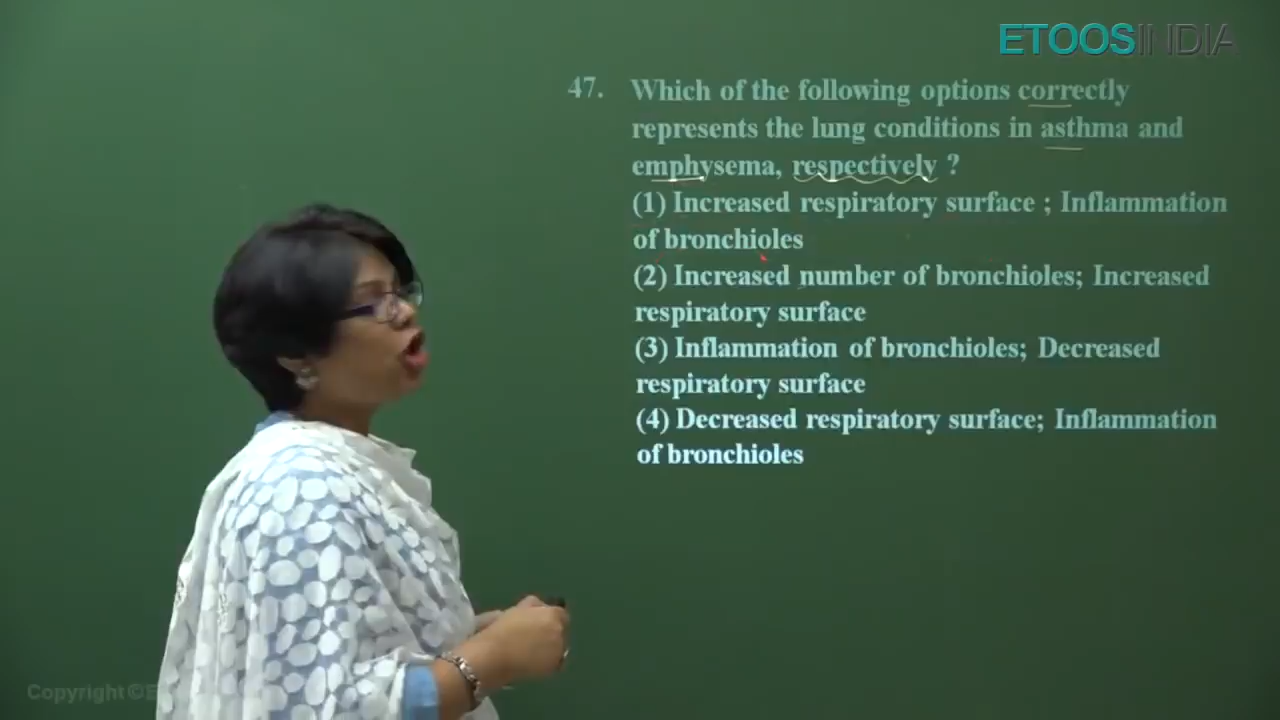 ETOOSINDIA
47. Which of the following options correctly
represents the lung conditions in asthma and
emphysema, respectively ?
(1) Increased respiratory surface ; Inflammation
of bronchioles
(2) Increased number of bronchioles; Increased
respiratory surface
(3) Inflammation of bronchioles; Decreased
respiratory surface
(4) Decreased respiratory surface; Inflammation
of bronchioles
Copyright ©E